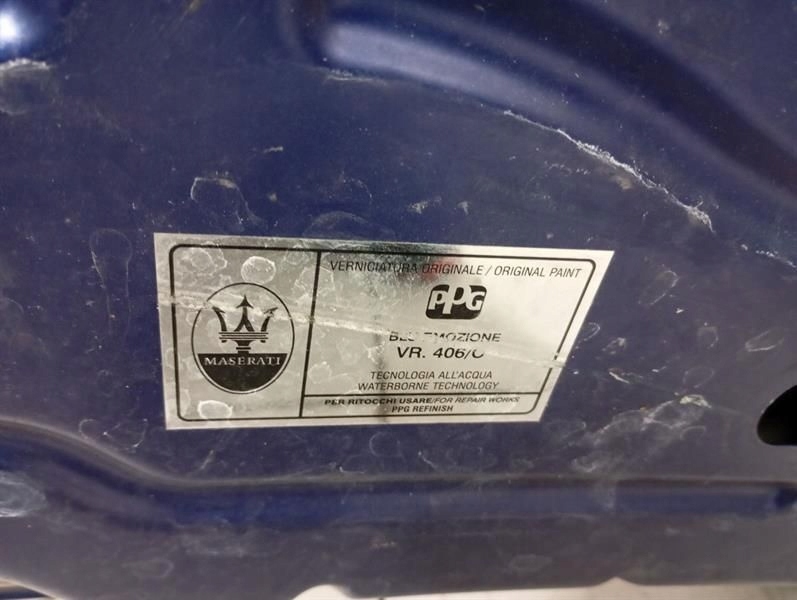 VERNICIATURA ORIGINALE / ORIGINAL PAINT
PPG
BLU EMOZIONE
VR. 406/C
MASERATI
TECNOLOGIA ALL'ACQUA
WATERBORNE TECHNOLOGY
PER RITOCCHI USARE/FOR REPAIR WORKS
PPG REFINISH